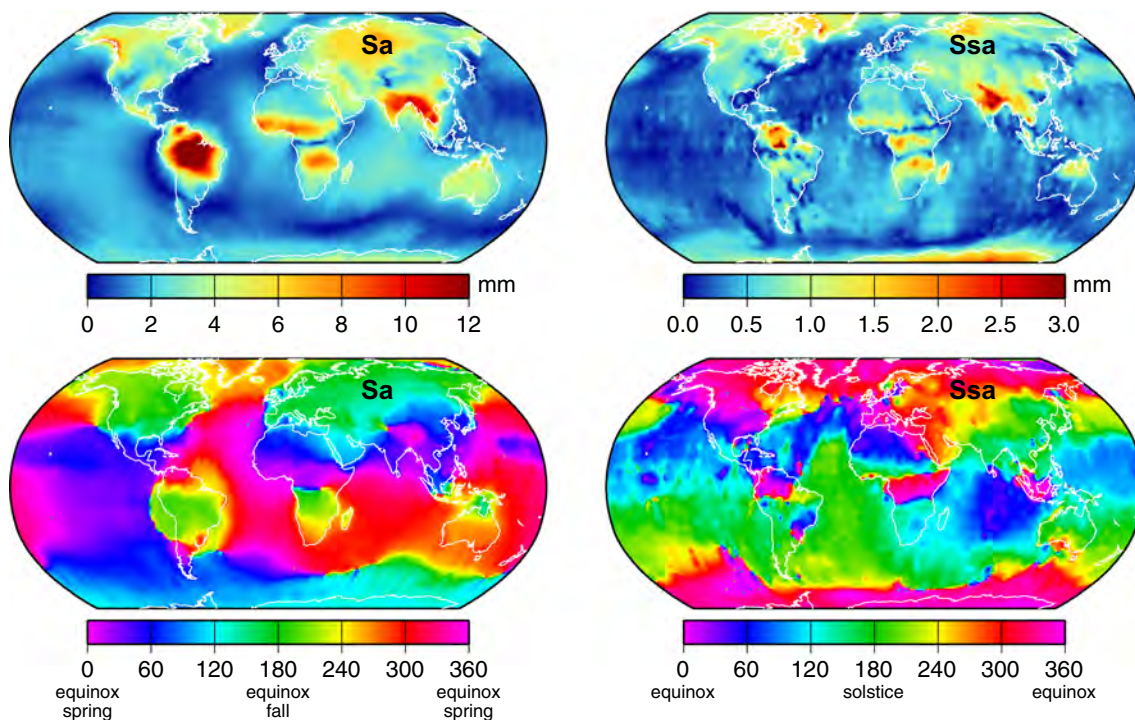 Sa
Ssa
mm
0 2 4 6 8 10 12
mm
0.0 0.5 1.0 1.5 2.0 2.5 3.0
Sa
Ssa
0 60 120 180 240 300 360
equinox equinox equinox
spring fall spring
0 60 120 180 240 300 360
equinox solstice equinox